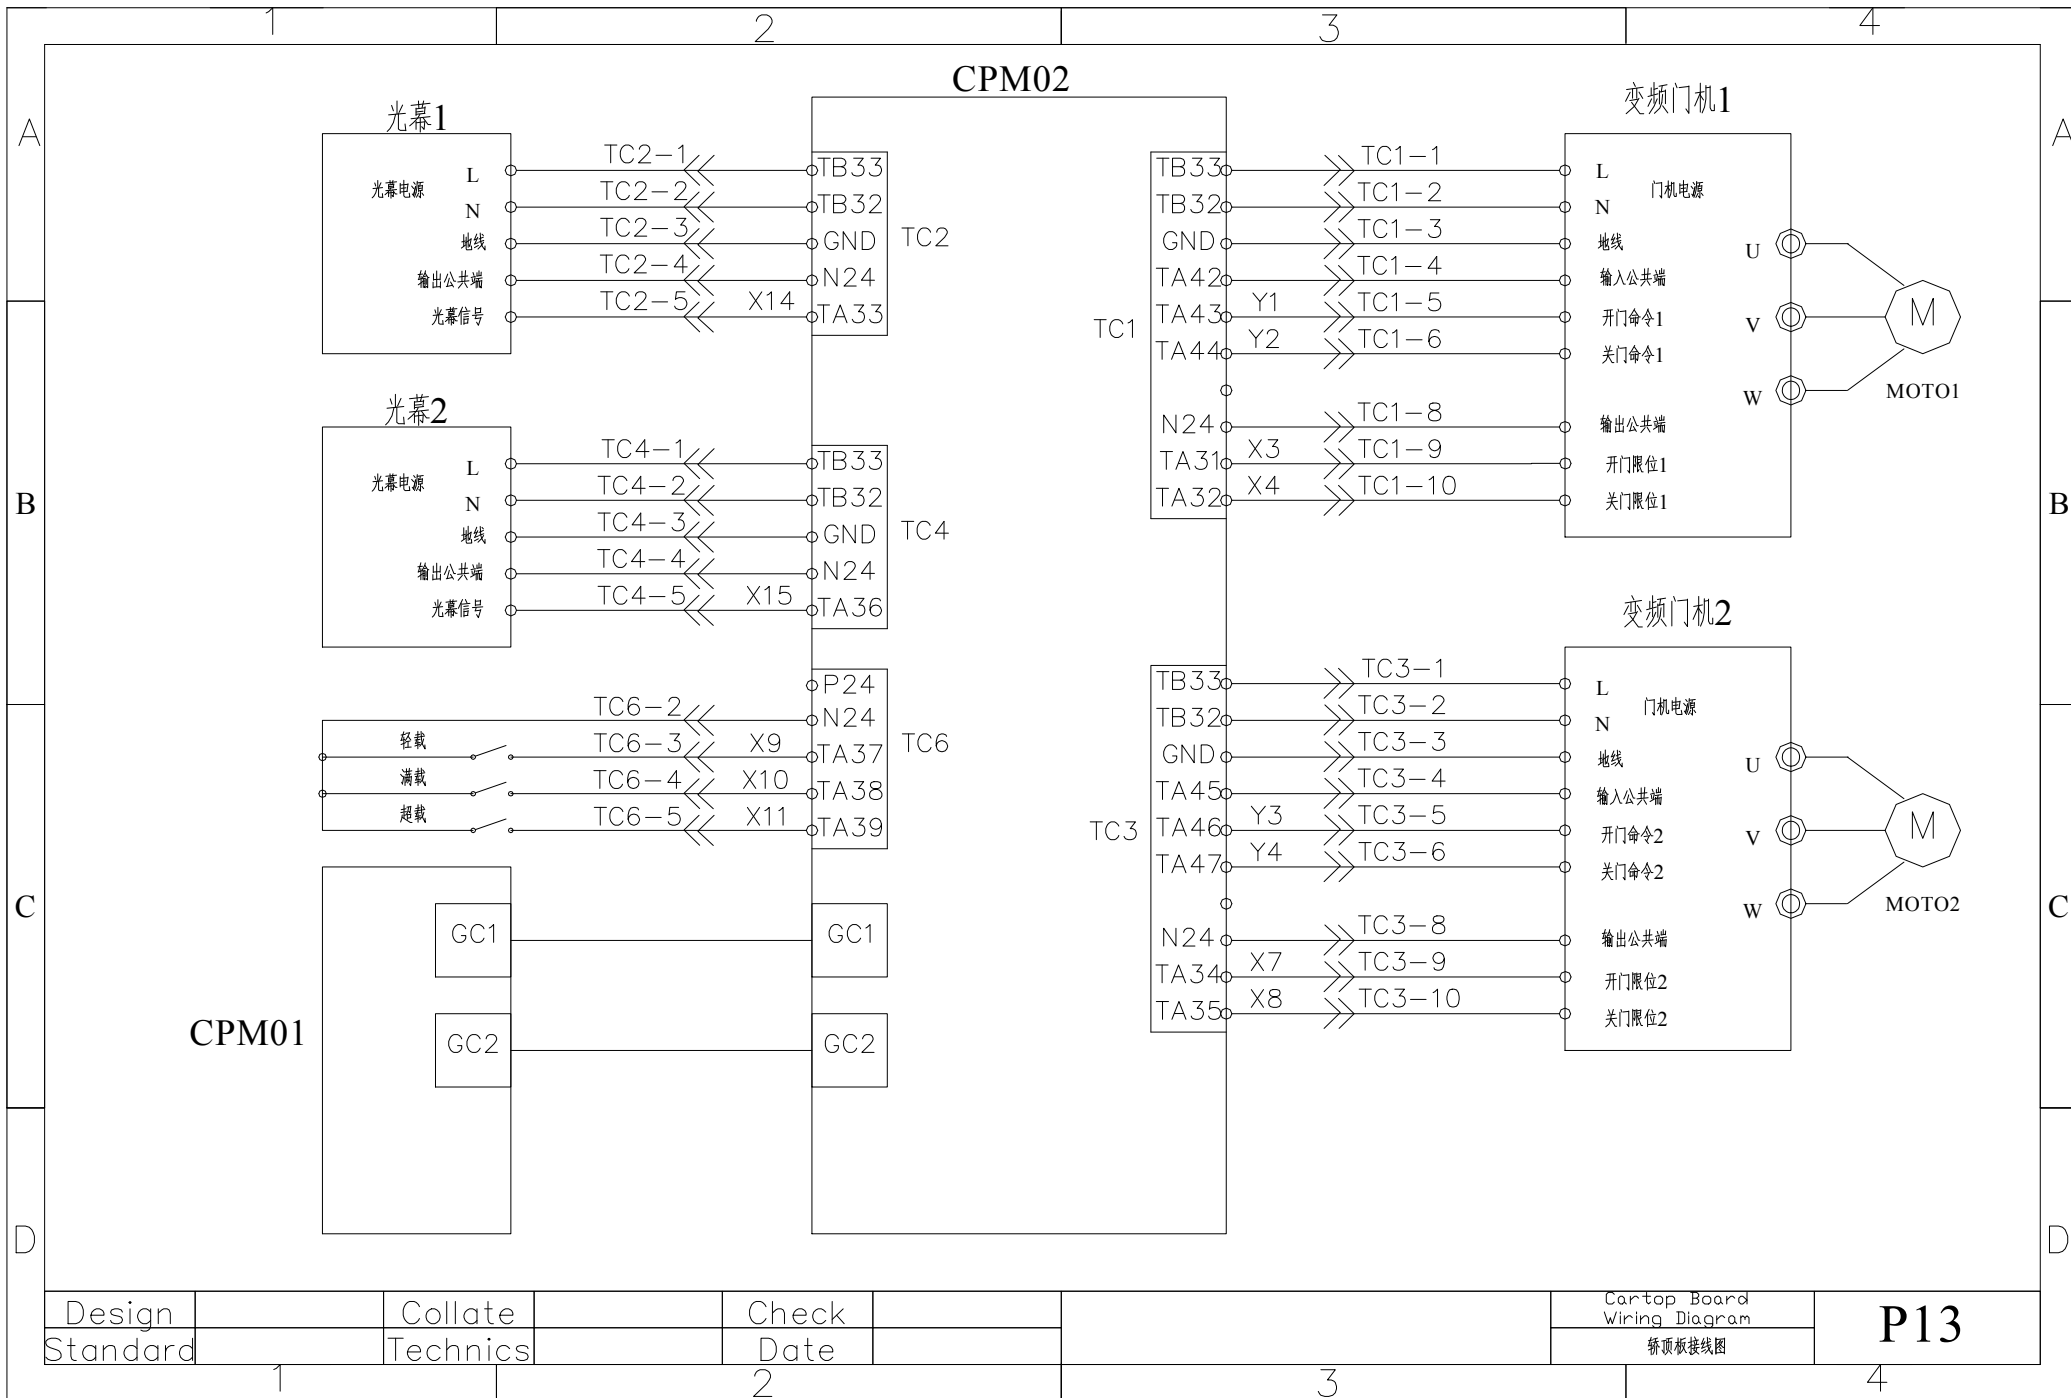 1 2 3 4
CPM02
光幕1
变频门机1
A A
TC2-1 TB33 TB33 TC1-1
光幕电源 L L 门机电源
TC2-2 TB32 TB32 TC1-2
N N
TC2-3 GND TC2 GND TC1-3
地线 地线 U
TC2-4 N24 TA42 TC1-4
输出公共端 输入公共端
TC2-5 X14 TA33 TA43 Y1 TC1-5
光幕信号 TC1 开门命令1 V M
TA44 Y2 TC1-6
关门命令1
W MOTO1
光幕2
N24 TC1-8
输出公共端
TC4-1 TB33 TA31 X3 TC1-9
光幕电源 L 开门限位1
TC4-2 TB32 TA32 X4 TC1-10
B N 关门限位1 B
TC4-3 GND TC4
地线
TC4-4 N24
输出公共端
TC4-5 X15 TA36
光幕信号
变频门机2
P24 TB33 TC3-1
L 门机电源
TC6-2 N24 TB32 TC3-2
N
轻载 TC6-3 X9 TA37 TC6 GND TC3-3
地线 U
满载 TC6-4 X10 TA38 TA45 TC3-4
输入公共端
超载 TC6-5 X11 TA39 TC3 TA46 Y3 TC3-5
开门命令2 V M
TA47 Y4 TC3-6
关门命令2
C W MOTO2 C
GC1 GC1 N24 TC3-8
输出公共端
TA34 X7 TC3-9
开门限位2
TA35 X8 TC3-10
关门限位2
CPM01
GC2 GC2
D D
Design Collate Check Cartop Board
Wiring Diagram
P13
Standard Technics Date 轿顶板接线图
1 2 3 4